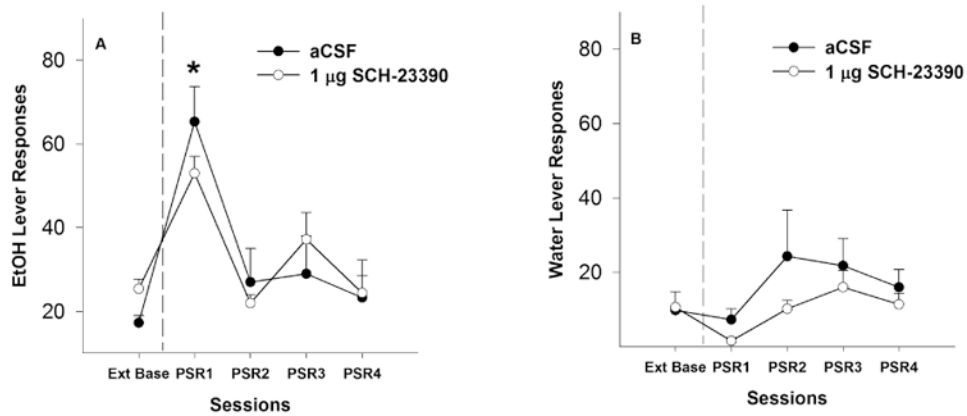 A
aCSF
1 µg SCH-23390
*
80
60
40
20
EtOH Lever Responses
Ext Base PSR1 PSR2 PSR3 PSR4
Sessions
B
aCSF
1 µg SCH-23390
80
60
40
20
Water Lever Respones
Ext Base PSR1 PSR2 PSR3 PSR4
Sessions